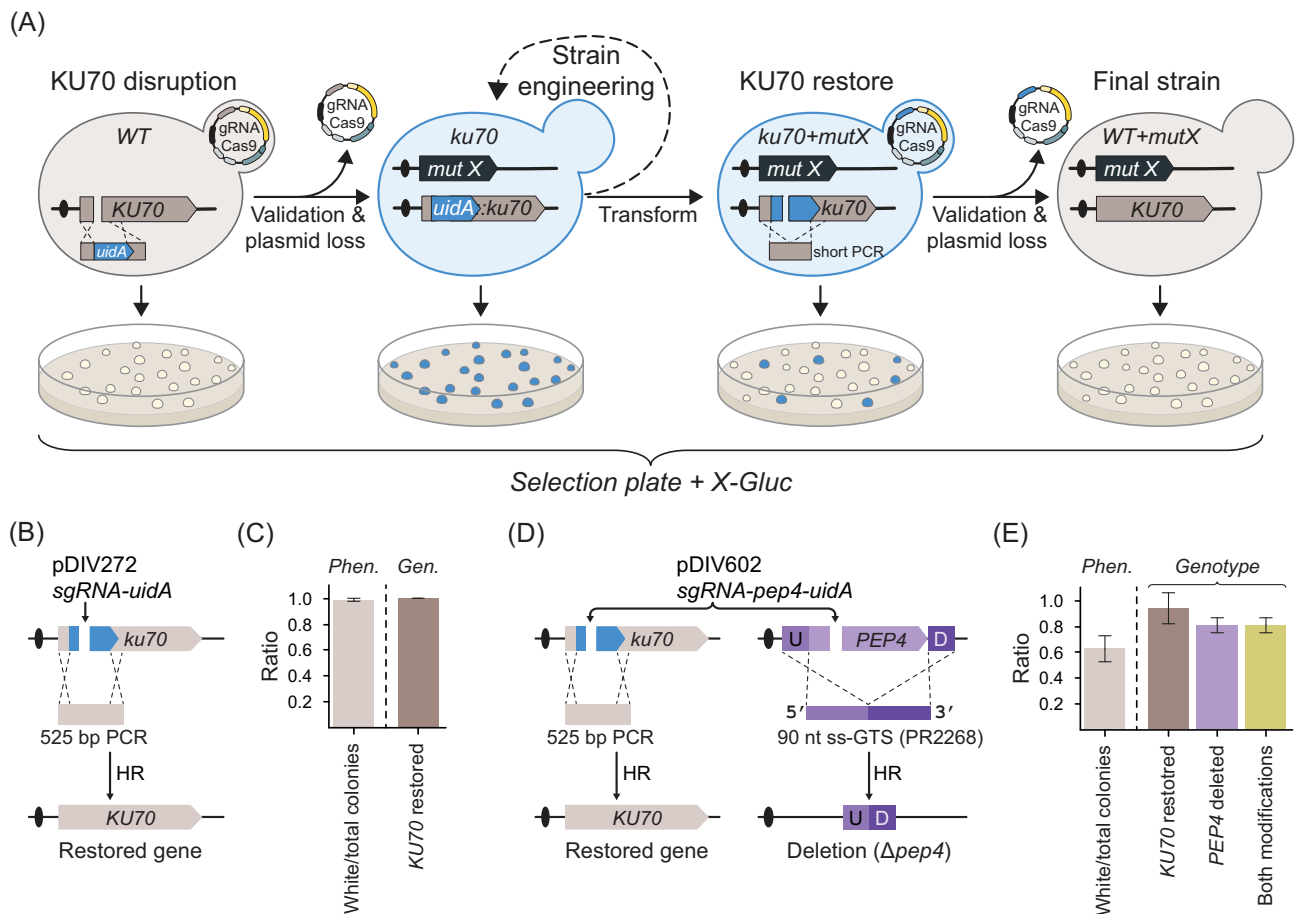 (A)
KU70 disruption
Strain
engineering
KU70 restore
Final strain
gRNA
Cas9
WT
gRNA
Cas9
ku70
ku70+mutX
gRNA
Cas9
gRNA
Cas9
WT+mutX
mut X
mut X
mut X
KU70
uidA
Validation &
plasmid loss
uidA::ku70
Transform
ku70
short PCR
Validation &
plasmid loss
KU70
Selection plate + X-Gluc
(B)
pDIV272
sgRNA-uidA
ku70
525 bp PCR
HR
KU70
Restored gene
(C)
Phen.
Gen.
Ratio
1.0
0.8
0.6
0.4
0.2
White/total colonies
KU70 restored
(D)
pDIV602
sgRNA-pep4-uidA
ku70
U
PEP4
D
525 bp PCR
5′
3′
90 nt ss-GTS (PR2268)
HR
HR
KU70
U
D
Restored gene
Deletion (Δpep4)
(E)
Phen.
Genotype
Ratio
1.0
0.8
0.6
0.4
0.2
White/total colonies
KU70 restotred
PEP4 deleted
Both modifications